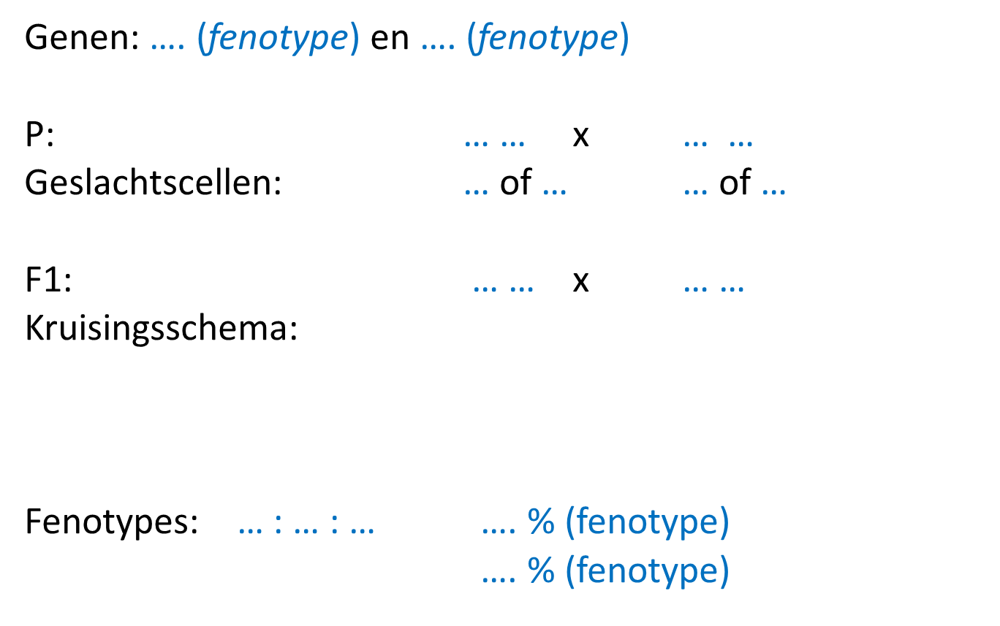 Genen: .... (fenotype) en .... (fenotype)
P: ... ... x ... ...
Geslachtscellen: ... of ... ... of ...
F1: ... ... x ... ...
Kruisingsschema:
Fenotypes: ... : ... : ... .... % (fenotype)
.... % (fenotype)